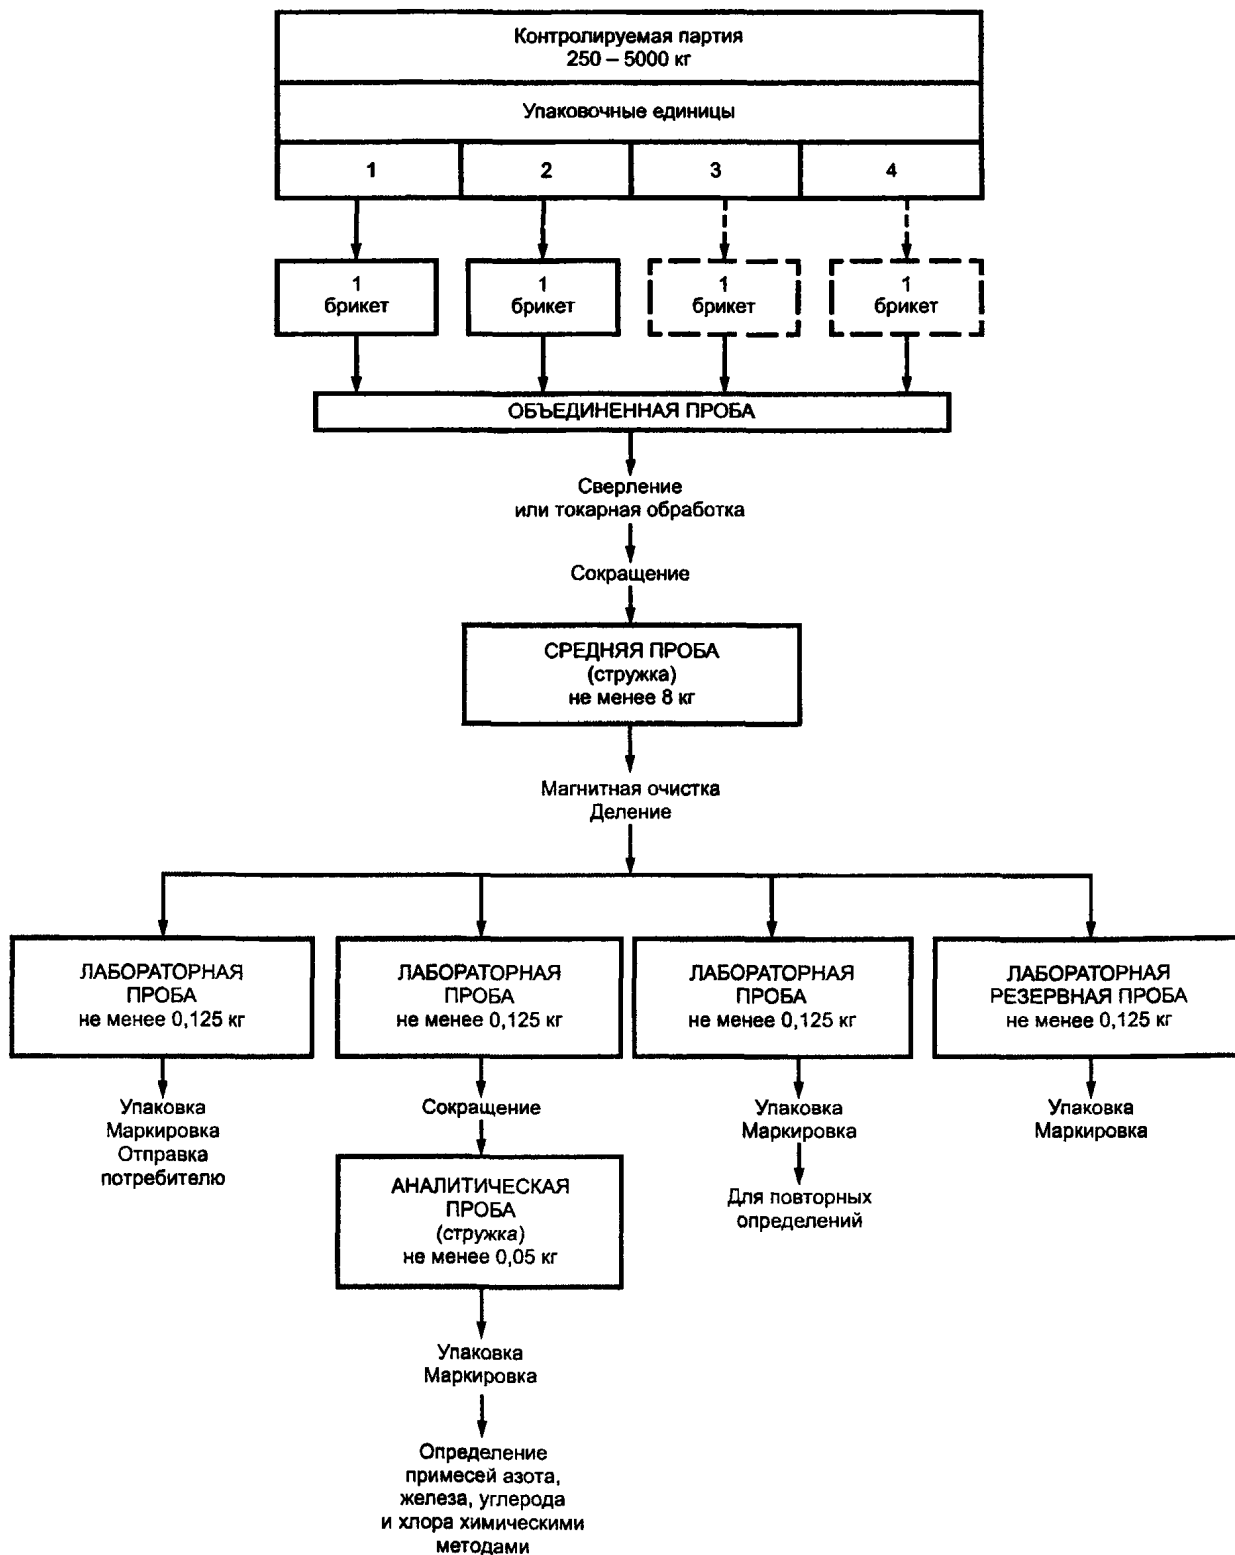 Контролируемая партия
250 – 5000 кг
Упаковочные единицы
1 2 3 4
1 1 1 1
брикет брикет брикет брикет
ОБЪЕДИНЕННАЯ ПРОБА
Сверление
или токарная обработка
Сокращение
СРЕДНЯЯ ПРОБА
(стружка)
не менее 8 кг
Магнитная очистка
Деление
ЛАБОРАТОРНАЯ
ПРОБА
не менее 0,125 кг
Упаковка
Маркировка
Отправка
потребителю
ЛАБОРАТОРНАЯ
ПРОБА
не менее 0,125 кг
Сокращение
АНАЛИТИЧЕСКАЯ
ПРОБА
(стружка)
не менее 0,05 кг
Упаковка
Маркировка
Определение
примесей азота,
железа, углерода
и хлора химическими
методами
ЛАБОРАТОРНАЯ
ПРОБА
не менее 0,125 кг
Упаковка
Маркировка
Для повторных
определений
ЛАБОРАТОРНАЯ
РЕЗЕРВНАЯ ПРОБА
не менее 0,125 кг
Упаковка
Маркировка